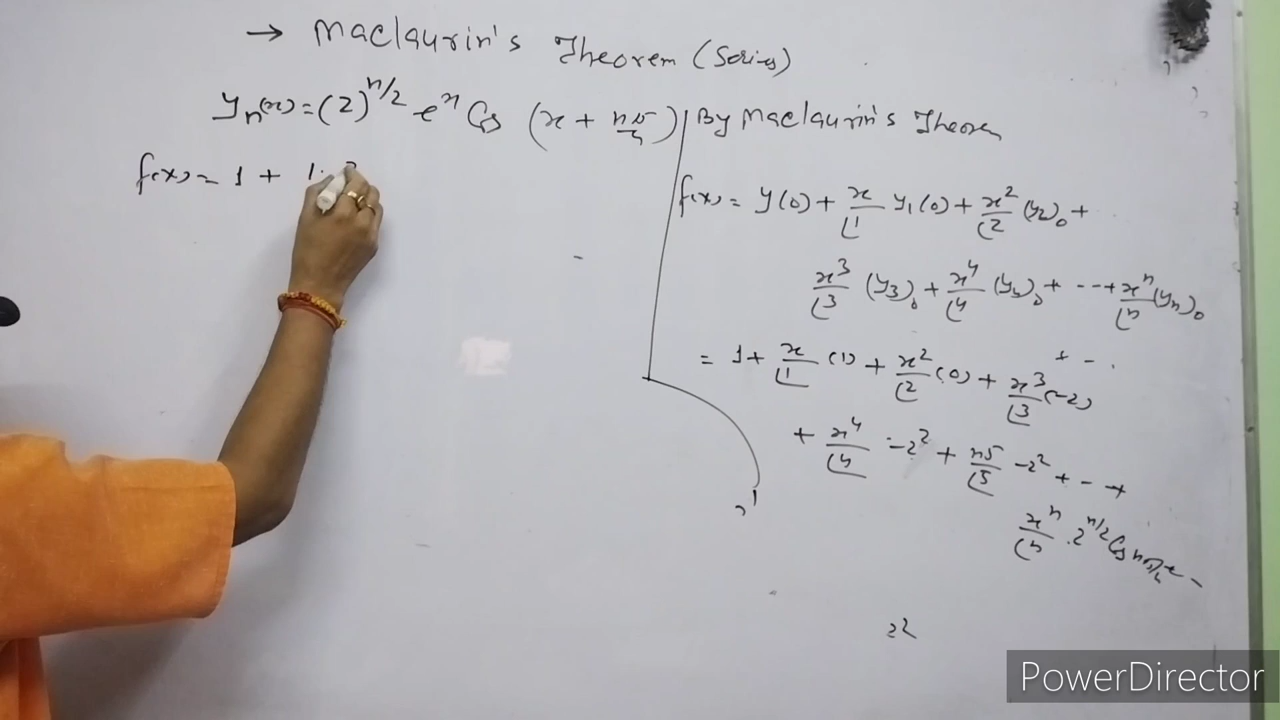 → Maclaurin's Theorem (Series)
yₙ(x) = (2)^{n/2} e^x Cos (x + nπ/4)
f(x) = 1 +
By Maclaurin's Theorem
f(x) = y(0) + x/⌊1 y₁(0) + x²/⌊2 (y₂)₀ +
x³/⌊3 (y₃)₀ + x⁴/⌊4 (y₄)₀ + --- + xⁿ/⌊n (yₙ)₀
+ - .
= 1 + x/⌊1 (1) + x²/⌊2 (0) + x³/⌊3 (-2)
+ x⁴/⌊4 -2² + x5/⌊5 -2² + - - +
xⁿ/⌊n . 2^{n/2} Cos nπ/4 + -
PowerDirector